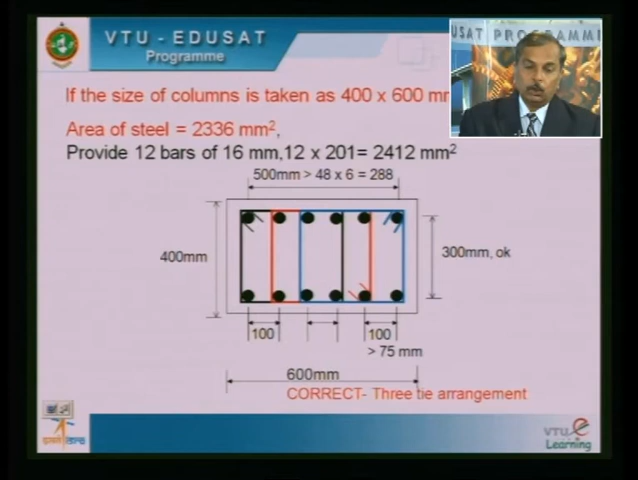 VTU - EDUSAT
Programme
USAT PROGRAMM
If the size of columns is taken as 400 x 600 m
Area of steel = 2336 mm²,
Provide 12 bars of 16 mm,12 x 201= 2412 mm²
500mm > 48 x 6 = 288
400mm
300mm, ok
100
100
> 75 mm
600mm
CORRECT- Three tie arrangement
VTU e
Learning